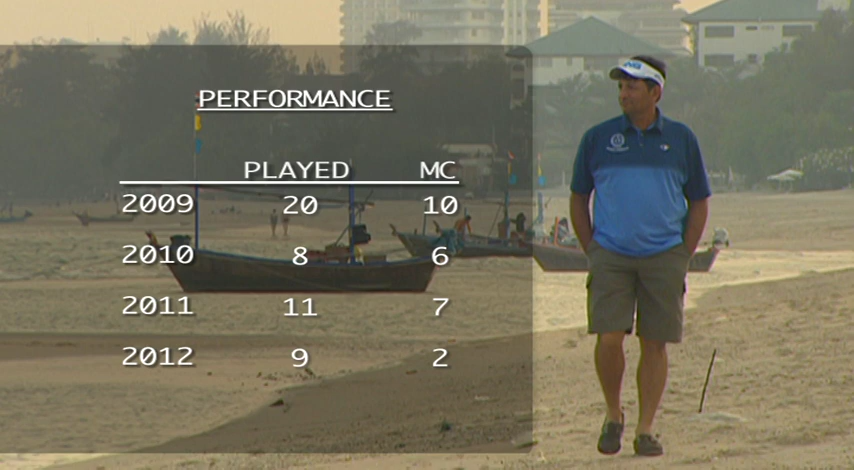 PERFORMANCE
PLAYED MC
2009 20 10
2010 8 6
2011 11 7
2012 9 2